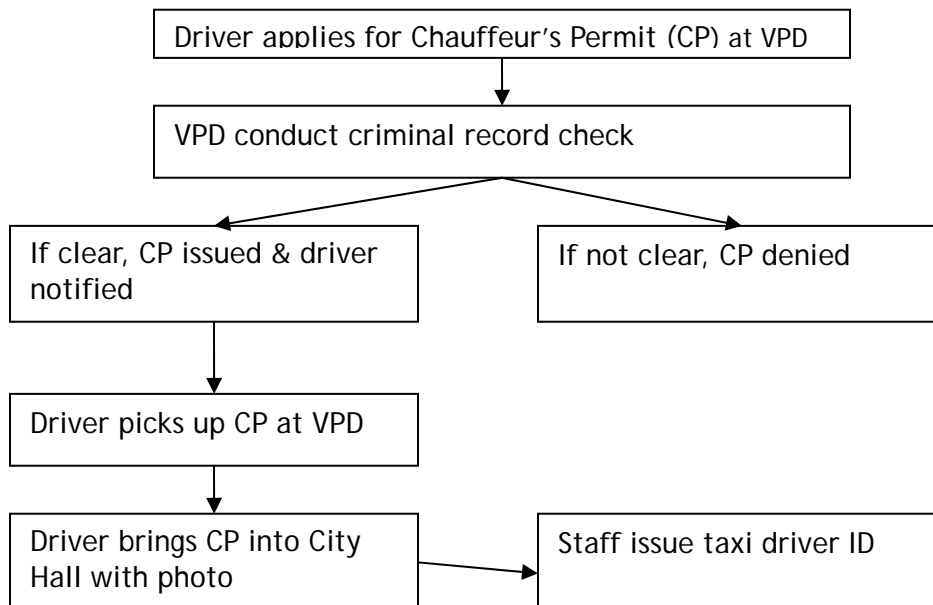 Driver applies for Chauffeur's Permit (CP) at VPD
VPD conduct criminal record check
If clear, CP issued & driver
notified
If not clear, CP denied
Driver picks up CP at VPD
Driver brings CP into City
Hall with photo
Staff issue taxi driver ID